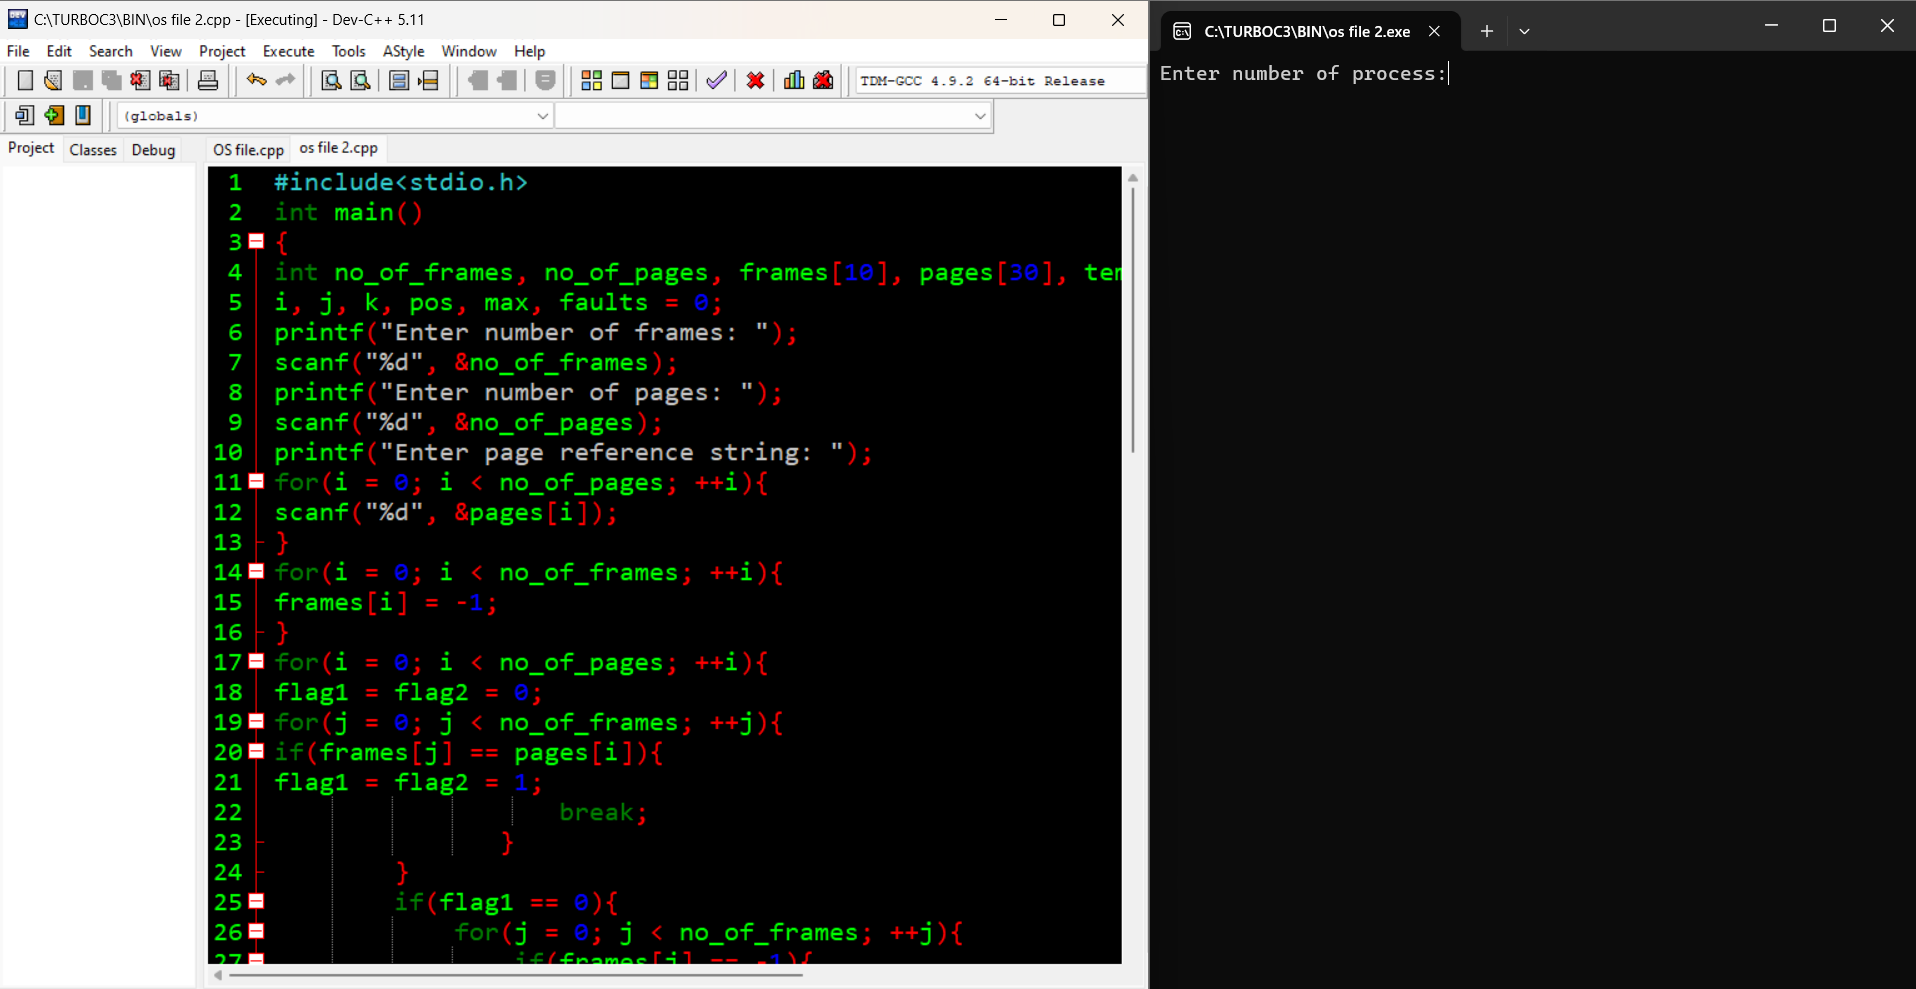 C:\TURBOC3\BIN\os file 2.cpp - [Executing] - Dev-C++ 5.11
File Edit Search View Project Execute Tools AStyle Window Help
TDM-GCC 4.9.2 64-bit Release
(globals)
Project Classes Debug
OS file.cpp os file 2.cpp
1 #include<stdio.h>
2 int main()
3 {
4 int no_of_frames, no_of_pages, frames[10], pages[30], tem
5 i, j, k, pos, max, faults = 0;
6 printf("Enter number of frames: ");
7 scanf("%d", &no_of_frames);
8 printf("Enter number of pages: ");
9 scanf("%d", &no_of_pages);
10 printf("Enter page reference string: ");
11 for(i = 0; i < no_of_pages; ++i){
12 scanf("%d", &pages[i]);
13 }
14 for(i = 0; i < no_of_frames; ++i){
15 frames[i] = -1;
16 }
17 for(i = 0; i < no_of_pages; ++i){
18 flag1 = flag2 = 0;
19 for(j = 0; j < no_of_frames; ++j){
20 if(frames[j] == pages[i]){
21 flag1 = flag2 = 1;
22 break;
23 }
24 }
25 if(flag1 == 0){
26 for(j = 0; j < no_of_frames; ++j){
27 if(frames[j] == -1){
C:\TURBOC3\BIN\os file 2.exe
Enter number of process: